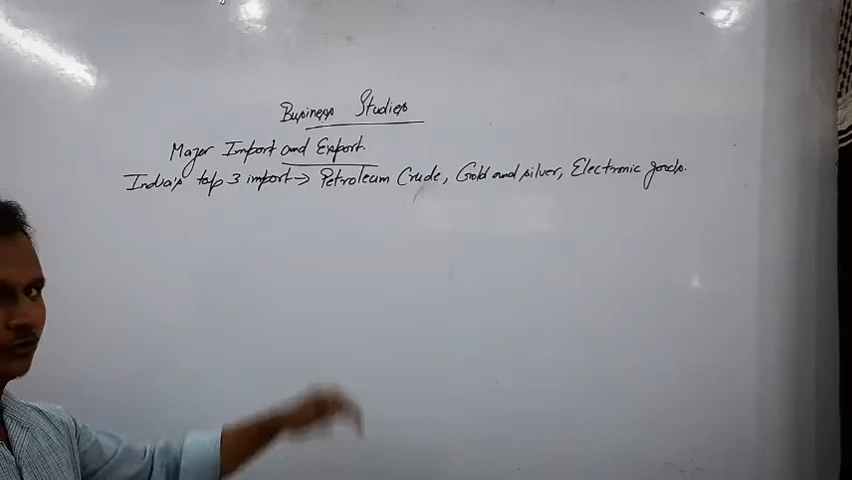 Business Studies
Major Import and Export.
India's top 3 import → Petroleum Crude, Gold and silver, Electronic goods.